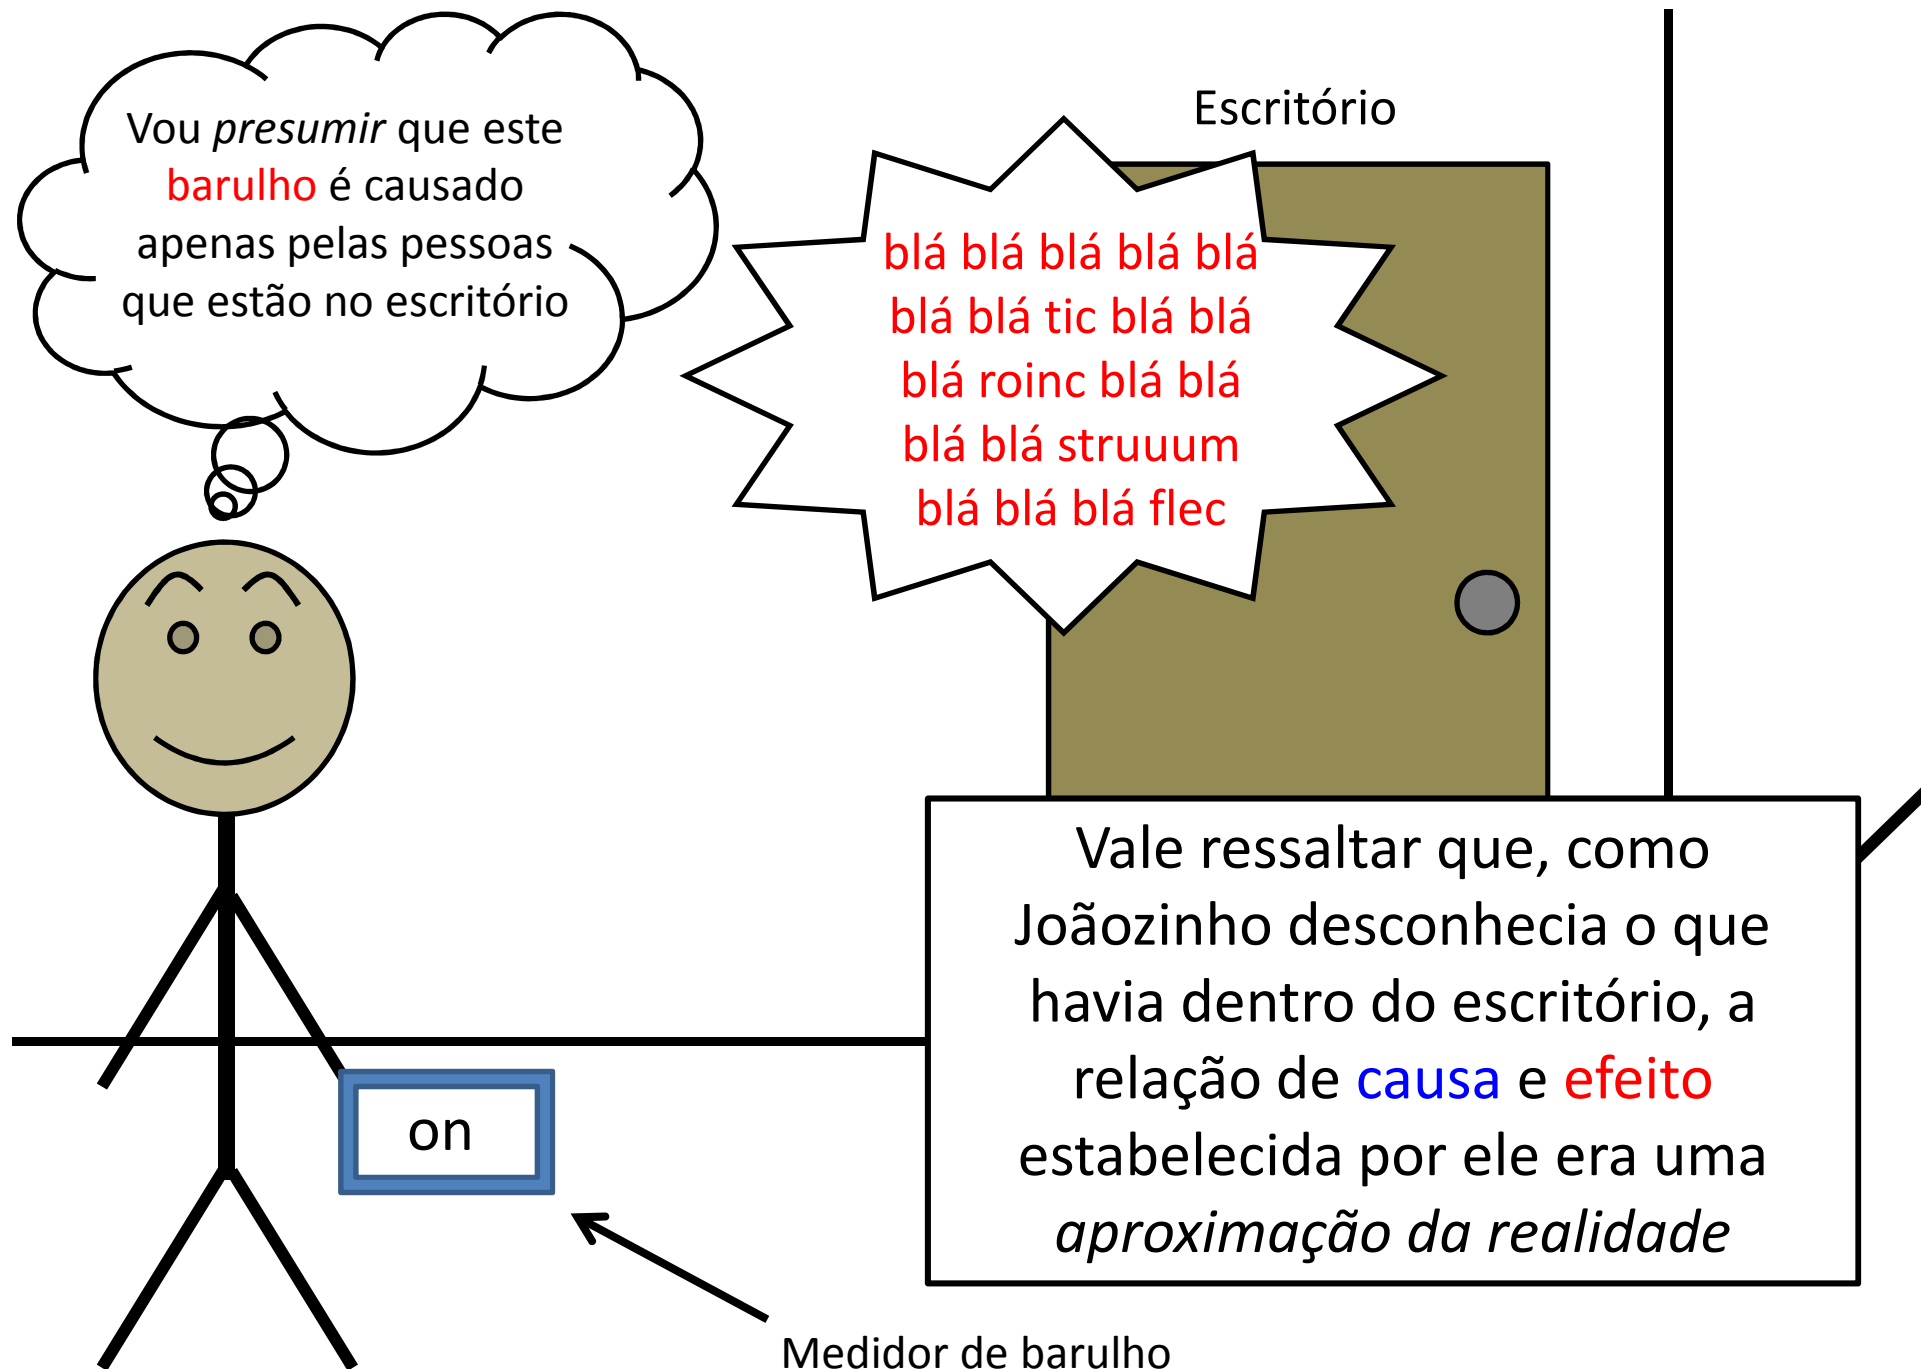 Vou presumir que este
barulho é causado
apenas pelas pessoas
que estão no escritório
Escritório
blá blá blá blá blá
blá blá tic blá blá
blá roinc blá blá
blá blá struuum
blá blá blá flec
on
Vale ressaltar que, como
Joãozinho desconhecia o que
havia dentro do escritório, a
relação de causa e efeito
estabelecida por ele era uma
aproximação da realidade
Medidor de barulho